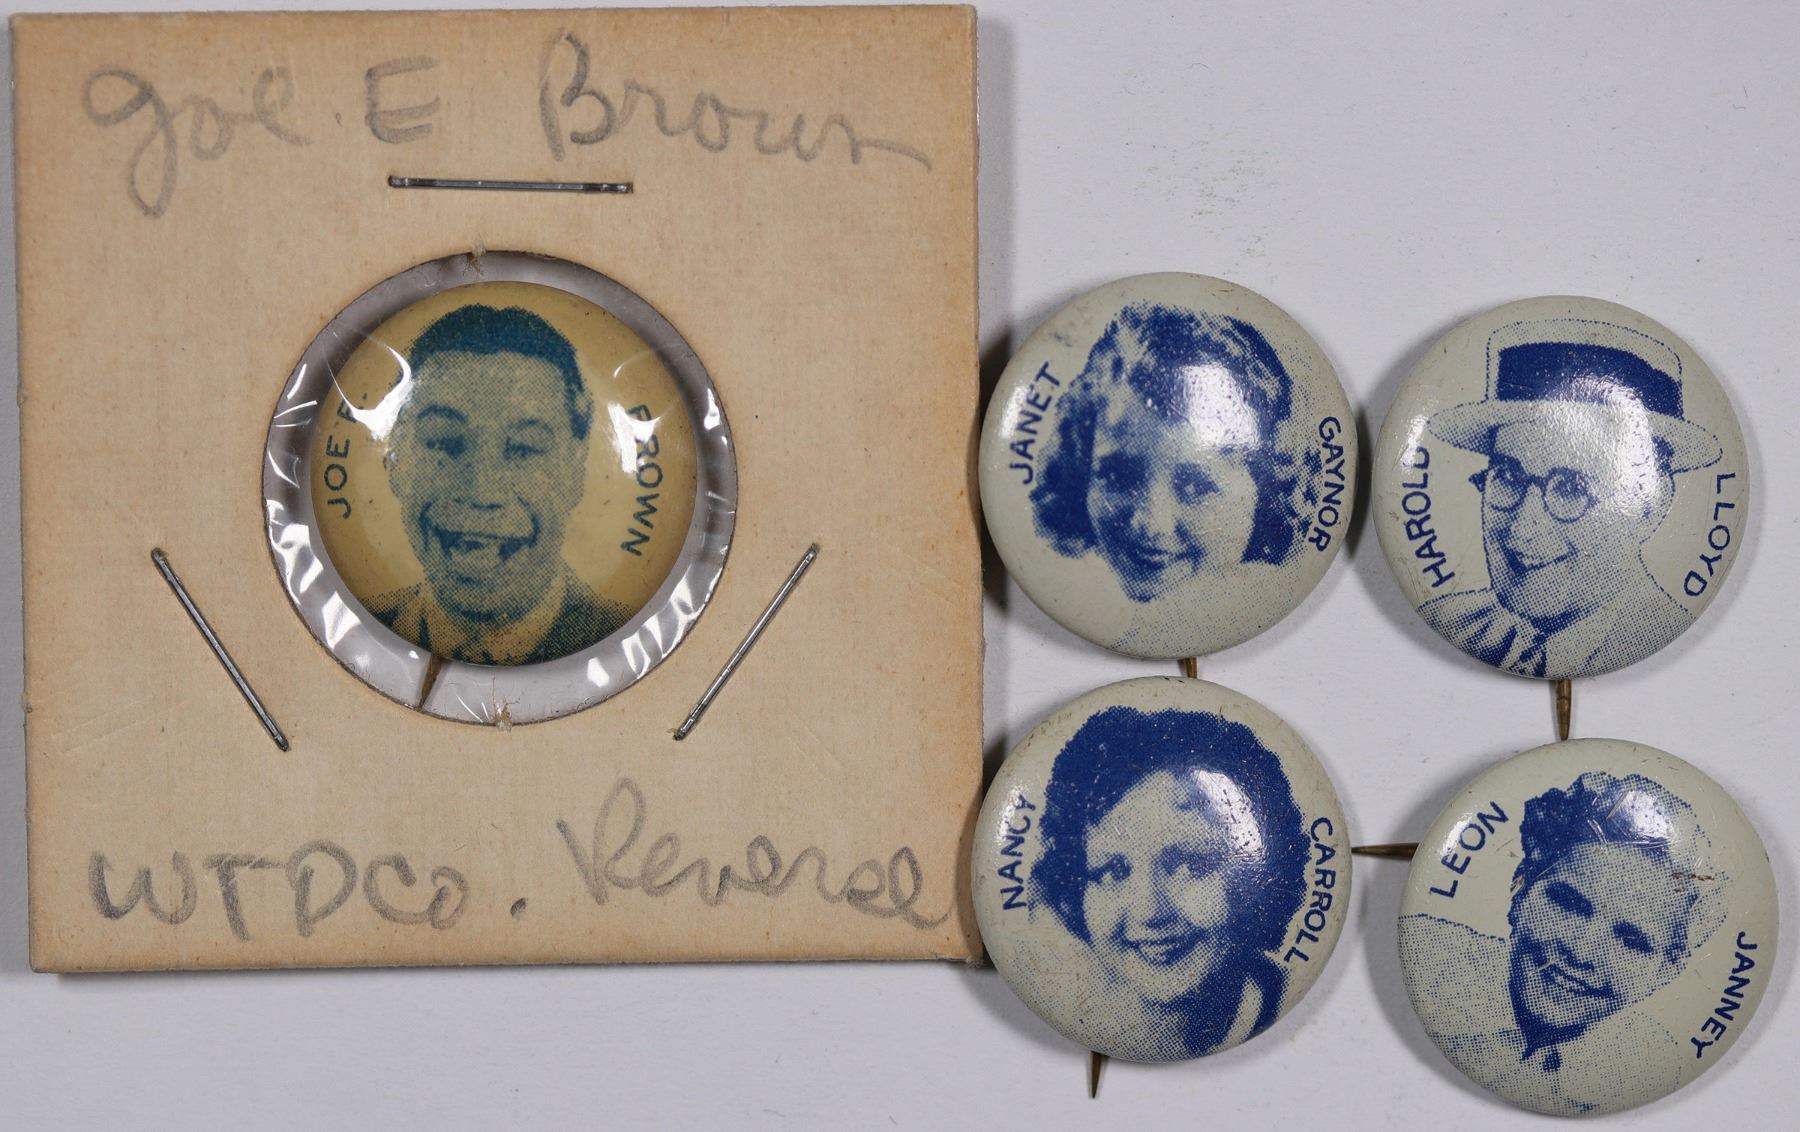 Joe E Brown
JOE E.
BROWN
WTDCo. Reverse
JANET
GAYNOR
HAROLD
LLOYD
NANCY
CARROLL
LEON
JANNEY